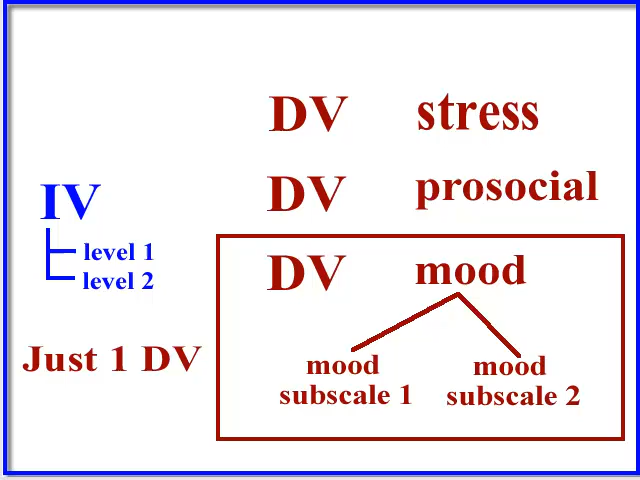 DV stress
DV prosocial
IV
level 1
level 2
DV mood
Just 1 DV
mood subscale 1
mood subscale 2